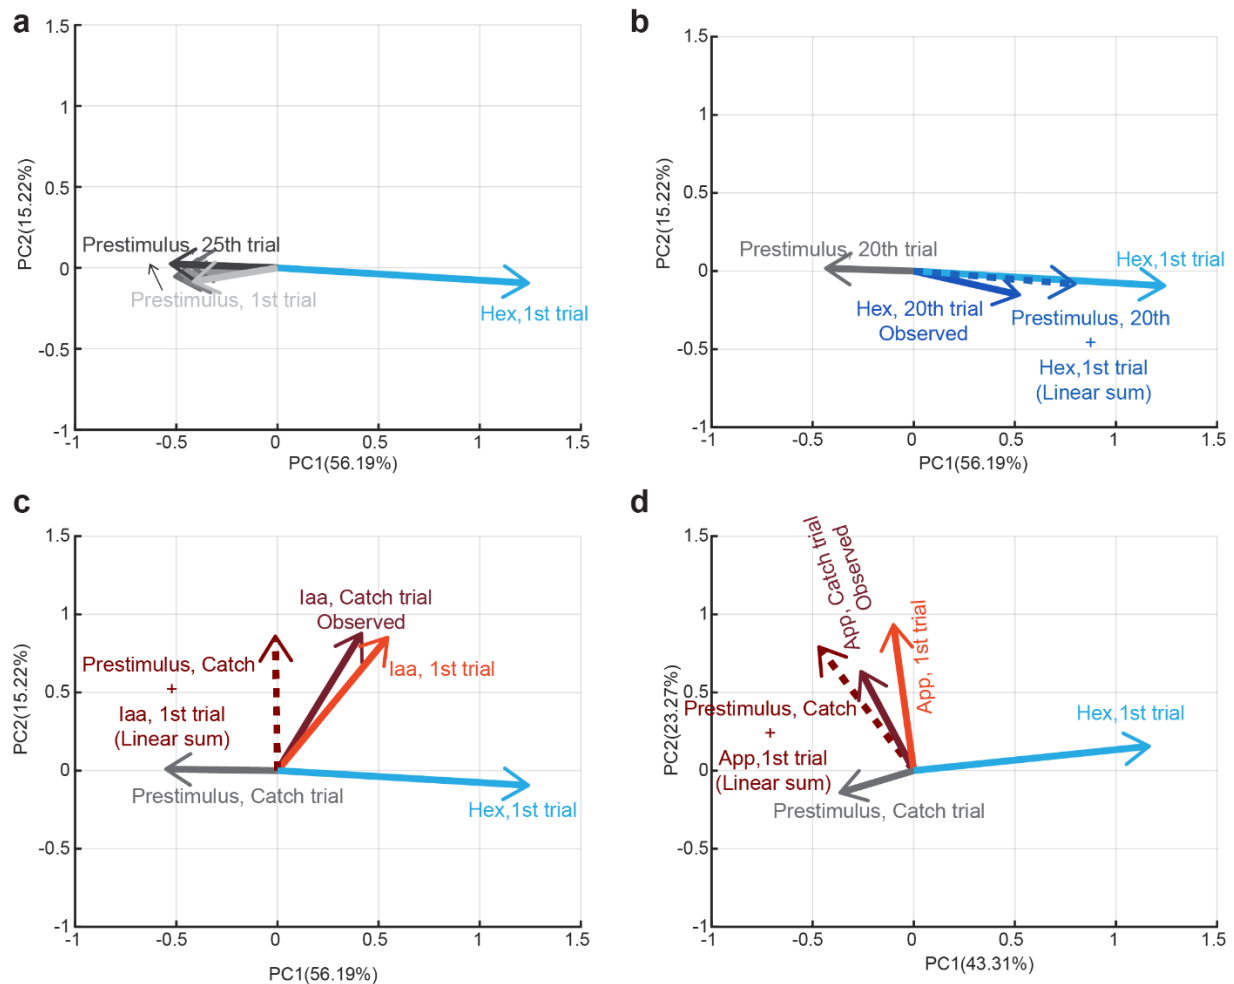 a
1.5
1
0.5
0
-0.5
-1
PC2(15.22%)
Prestimulus, 25th trial
Prestimulus, 1st trial
Hex,1st trial
-1
-0.5
0
0.5
1
1.5
PC1(56.19%)
b
1.5
1
0.5
0
-0.5
-1
PC2(15.22%)
Prestimulus, 20th trial
Hex,1st trial
Hex, 20th trial
Observed
Prestimulus, 20th
+
Hex,1st trial
(Linear sum)
-1
-0.5
0
0.5
1
1.5
PC1(56.19%)
c
1.5
1
0.5
0
-0.5
-1
PC2(15.22%)
Iaa, Catch trial
Observed
Iaa, 1st trial
Prestimulus, Catch
+
Iaa, 1st trial
(Linear sum)
Prestimulus, Catch trial
Hex,1st trial
-1
-0.5
0
0.5
1
1.5
PC1(56.19%)
d
1.5
1
0.5
0
-0.5
-1
PC2(23.27%)
App, Catch trial
Observed
App, 1st trial
Prestimulus, Catch
+
App,1st trial
(Linear sum)
Hex,1st trial
Prestimulus, Catch trial
-1
-0.5
0
0.5
1
1.5
PC1(43.31%)